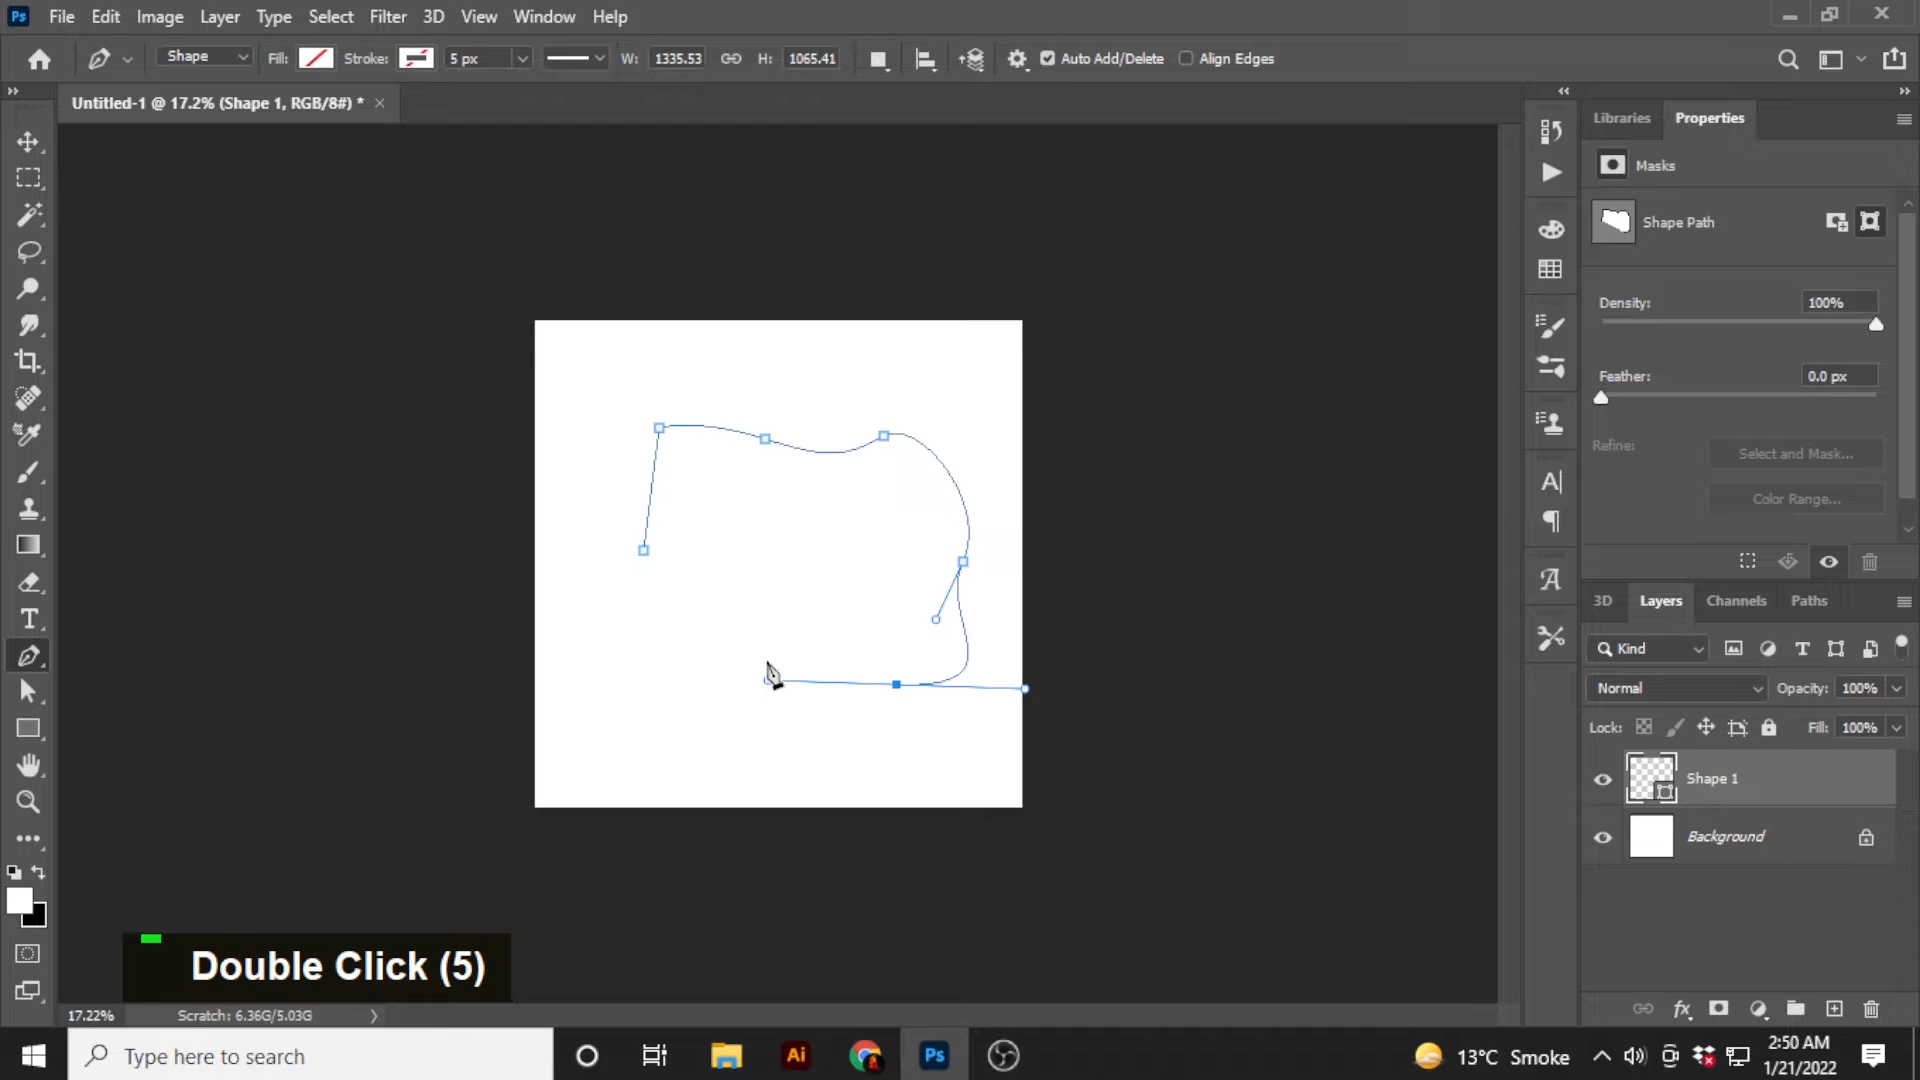 Ps File Edit Image Layer Type Select Filter 3D View Window Help
Shape Fill: Stroke: 5 px W: 1335.53 H: 1065.41 Auto Add/Delete Align Edges
Untitled-1 @ 17.2% (Shape 1, RGB/8#) *
Libraries Properties
Masks
Shape Path
Density: 100%
Feather: 0.0 px
Refine: Select and Mask...
Color Range...
3D Layers Channels Paths
Kind
Normal Opacity: 100%
Lock: Fill: 100%
Shape 1
Background
Double Click (5)
17.22% Scratch: 6.36G/5.03G
Type here to search
Ai
Ps
13°C Smoke
2:50 AM
1/21/2022